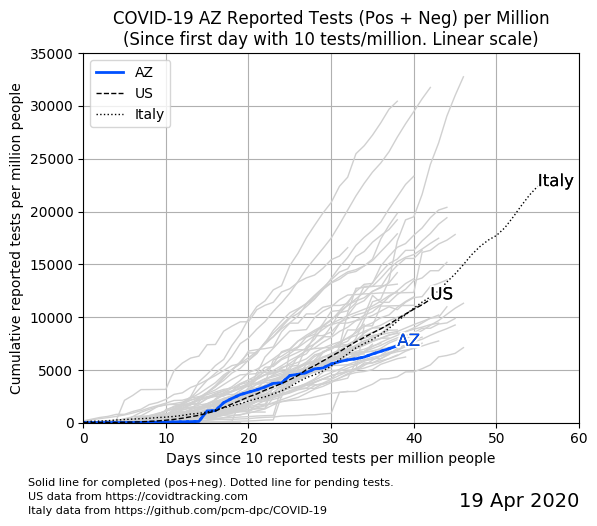 COVID-19 AZ Reported Tests (Pos + Neg) per Million
(Since first day with 10 tests/million. Linear scale)
Cumulative reported tests per million people
35000
30000
25000
20000
15000
10000
5000
0
AZ
US
Italy
Italy
US
AZ
0 10 20 30 40 50 60
Days since 10 rported tests per million people
Solid line for completed (pos+neg). Dotted line for pending tests.
US data from https://covidtracking.com
Italy data from https://github.com/pcm-dpc/COVID-19
19 Apr 2020